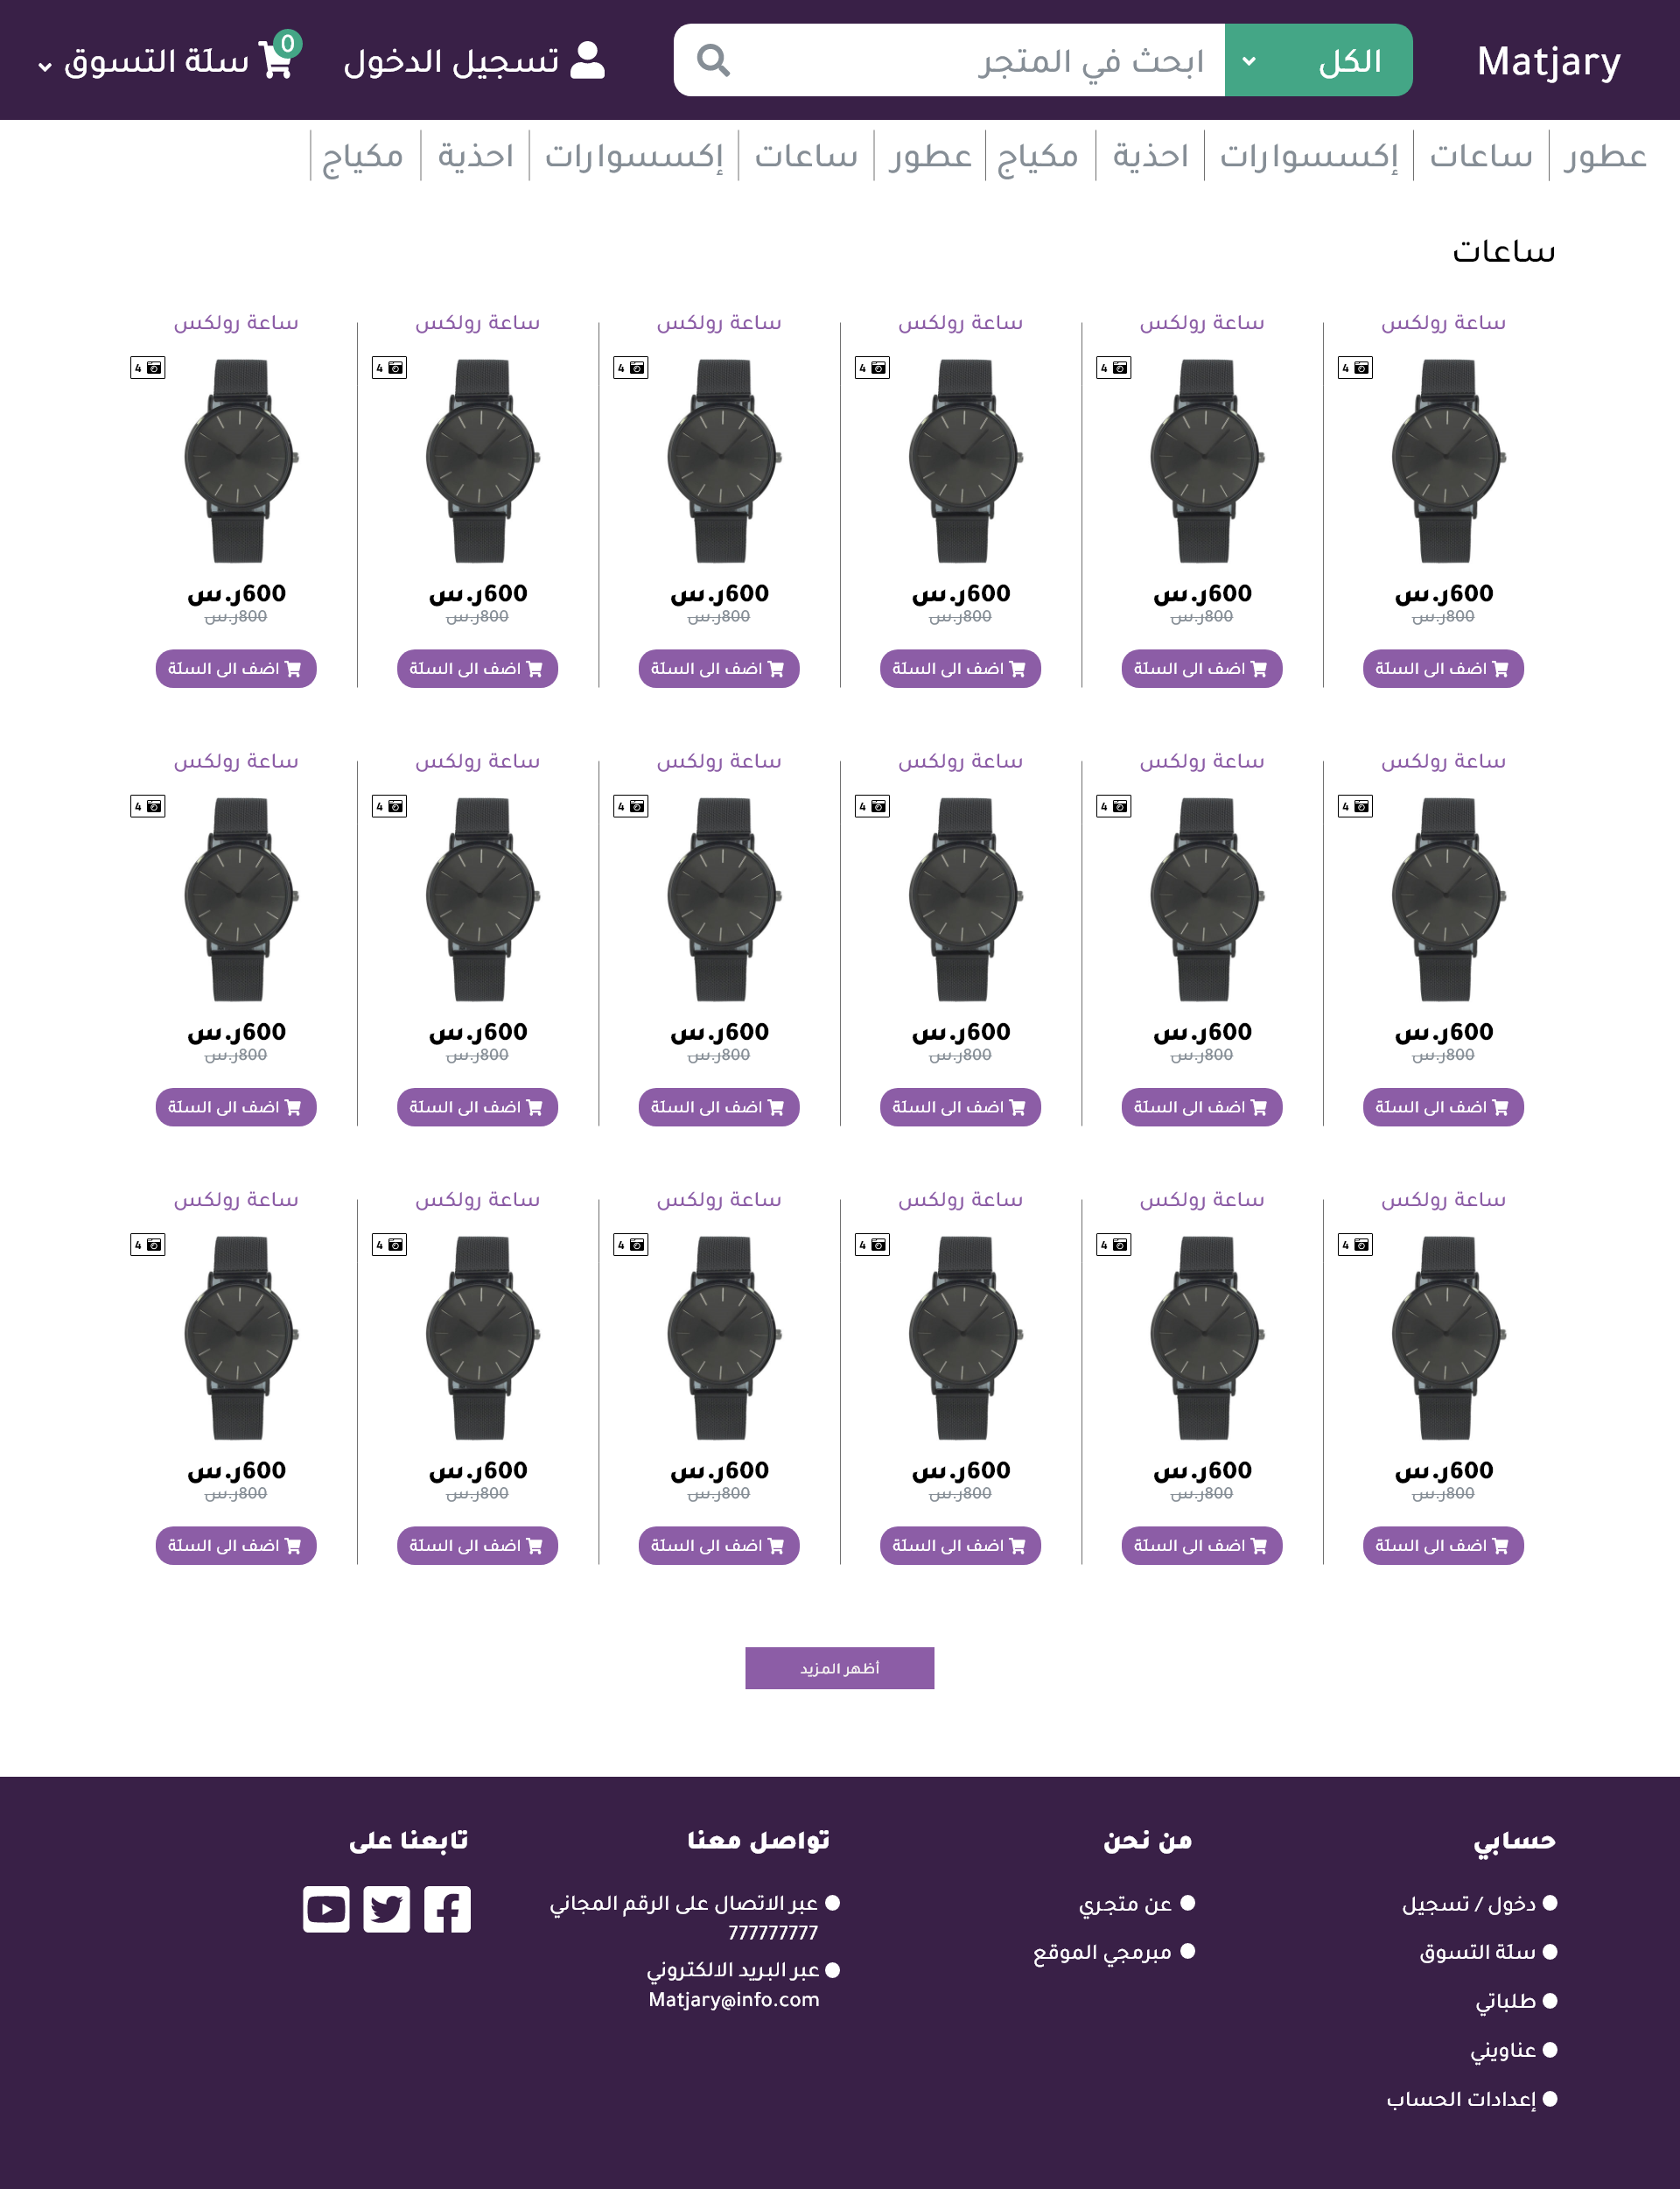 Matjary
الكل
ابحث في المتجر
تسجيل الدخول
0
سلة التسوق
عطور
ساعات
إكسسوارات
احذية
مكياج
عطور
ساعات
إكسسوارات
احذية
مكياج
ساعات
ساعة رولكس ساعة رولكس ساعة رولكس ساعة رولكس ساعة رولكس ساعة رولكس
4 4 4 4 4 4
600ر.س 600ر.س 600ر.س 600ر.س 600ر.س 600ر.س
800ر.س 800ر.س 800ر.س 800ر.س 800ر.س 800ر.س
اضف الى السلة اضف الى السلة اضف الى السلة اضف الى السلة اضف الى السلة اضف الى السلة
ساعة رولكس ساعة رولكس ساعة رولكس ساعة رولكس ساعة رولكس ساعة رولكس
4 4 4 4 4 4
600ر.س 600ر.س 600ر.س 600ر.س 600ر.س 600ر.س
800ر.س 800ر.س 800ر.س 800ر.س 800ر.س 800ر.س
اضف الى السلة اضف الى السلة اضف الى السلة اضف الى السلة اضف الى السلة اضف الى السلة
ساعة رولكس ساعة رولكس ساعة رولكس ساعة رولكس ساعة رولكس ساعة رولكس
4 4 4 4 4 4
600ر.س 600ر.س 600ر.س 600ر.س 600ر.س 600ر.س
800ر.س 800ر.س 800ر.س 800ر.س 800ر.س 800ر.س
اضف الى السلة اضف الى السلة اضف الى السلة اضف الى السلة اضف الى السلة اضف الى السلة
أظهر المزيد
حسابي
دخول / تسجيل
سلة التسوق
طلباتي
عناويني
إعدادات الحساب
من نحن
عن متجري
مبرمجي الموقع
تواصل معنا
عبر الاتصال على الرقم المجاني
777777777
عبر البريد الالكتروني
Matjary@info.com
تابعنا على